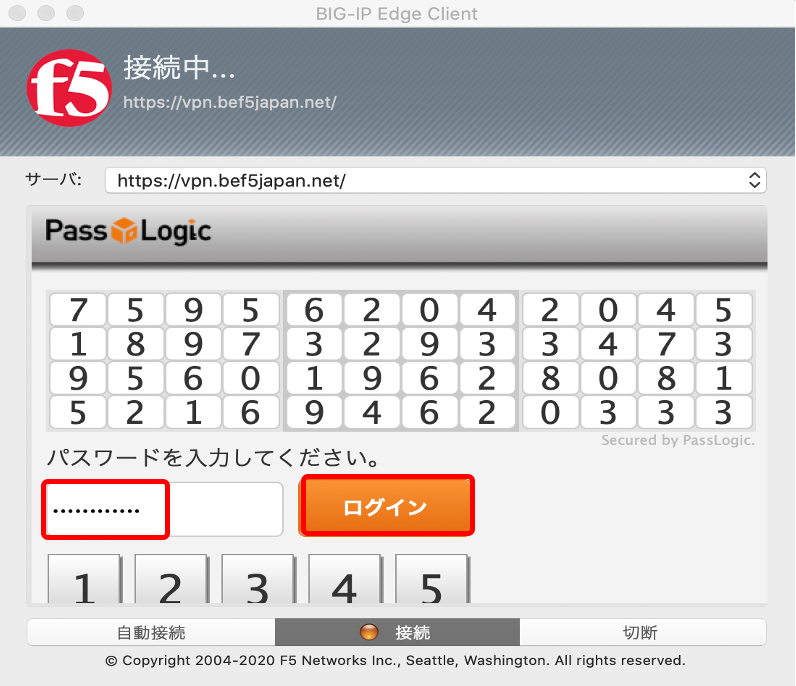 BIG-IP Edge Client
f5
接続中...
https://vpn.bef5japan.net/
サーバ: https://vpn.bef5japan.net/
PassLogic
7 5 9 5 6 2 0 4 2 0 4 5
1 8 9 7 3 2 9 3 3 4 7 3
9 5 6 0 1 9 6 2 8 0 8 1
5 2 1 6 9 4 6 2 0 3 3 3
Secured by PassLogic.
パスワードを入力してください。
•••••••••••• ログイン
1 2 3 4 5
自動接続 接続 切断
© Copyright 2004-2020 F5 Networks Inc., Seattle, Washington. All rights reserved.